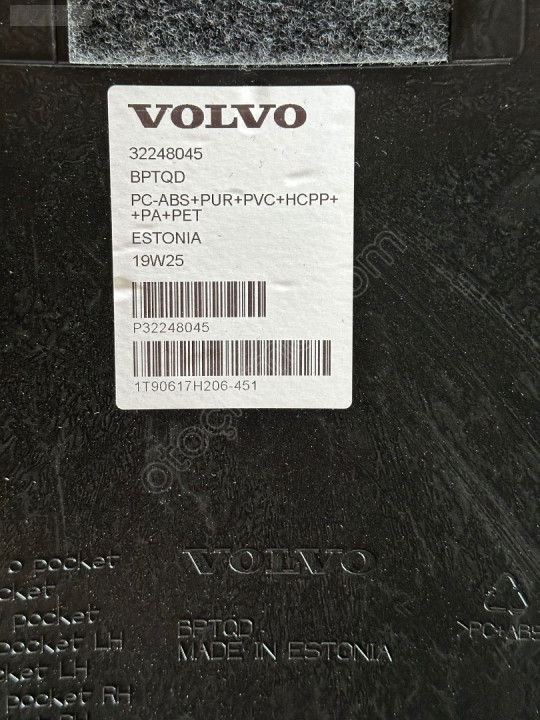 VOLVO
32248045
BPTQD
PC-ABS+PUR+PVC+HCPP+
+PA+PET
ESTONIA
19W25
P32248045
1T90617H206-451
o pocket
pocket
pocket LH
LH
pocket RH
VOLVO
BPTQD
MADE IN ESTONIA
>PC+ABS